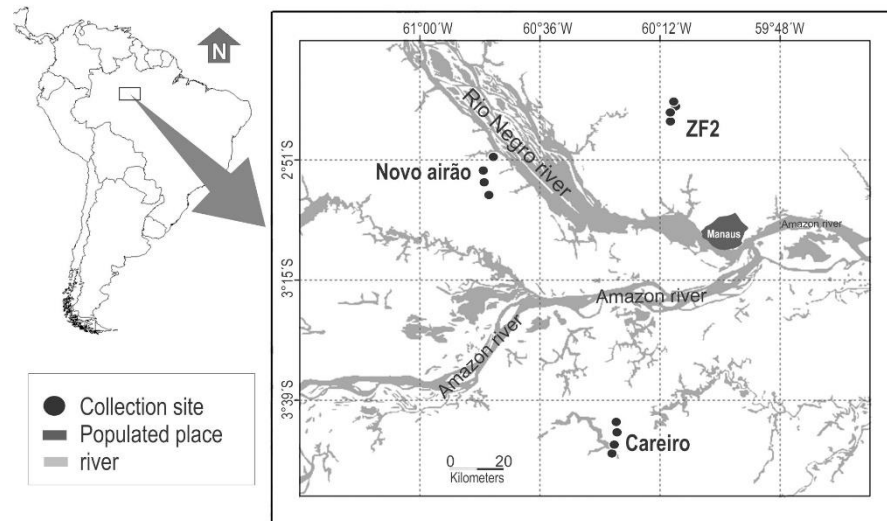 N
61°00'W 60°36'W 60°12'W 59°48'W
2°51'S
3°15'S
3°39'S
Rio Negro river
ZF2
Novo airão
Manaus
Amazon river
Amazon river
Amazon river
Careiro
0 20
Kilometers
Collection site
Populated place
river